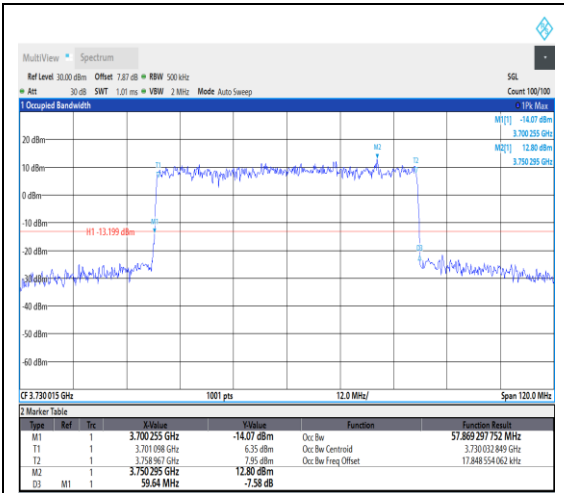 MultiView Spectrum
Ref Level 30.00 dBm Offset 7.87 dB RBW 500 kHz SGL
Att 30 dB SWT 1.01 ms VBW 2 MHz Mode Auto Sweep Count 100/100
1 Occupied Bandwidth 1Pk Max
M1[1] -14.07 dBm
3.700 255 GHz
M2[1] 12.80 dBm
3.750 295 GHz
20 dBm
M2
T1
T2
10 dBm
0 dBm
-10 dBm
M1
H1 -13.199 dBm
-20 dBm
D3
-30 dBm
-40 dBm
-50 dBm
-60 dBm
CF 3.730 015 GHz 1001 pts 12.0 MHz/ Span 120.0 MHz
2 Marker Table
Type Ref Trc X-Value Y-Value Function Function Result
M1 1 3.700 255 GHz -14.07 dBm Occ Bw 57.869 297 752 MHz
T1 1 3.701 098 GHz 6.35 dBm Occ Bw Centroid 3.730 032 849 GHz
T2 1 3.758 967 GHz 7.95 dBm Occ Bw Freq Offset 17.848 554 062 kHz
M2 1 3.750 295 GHz 12.80 dBm
D3 M1 1 59.64 MHz -7.58 dB